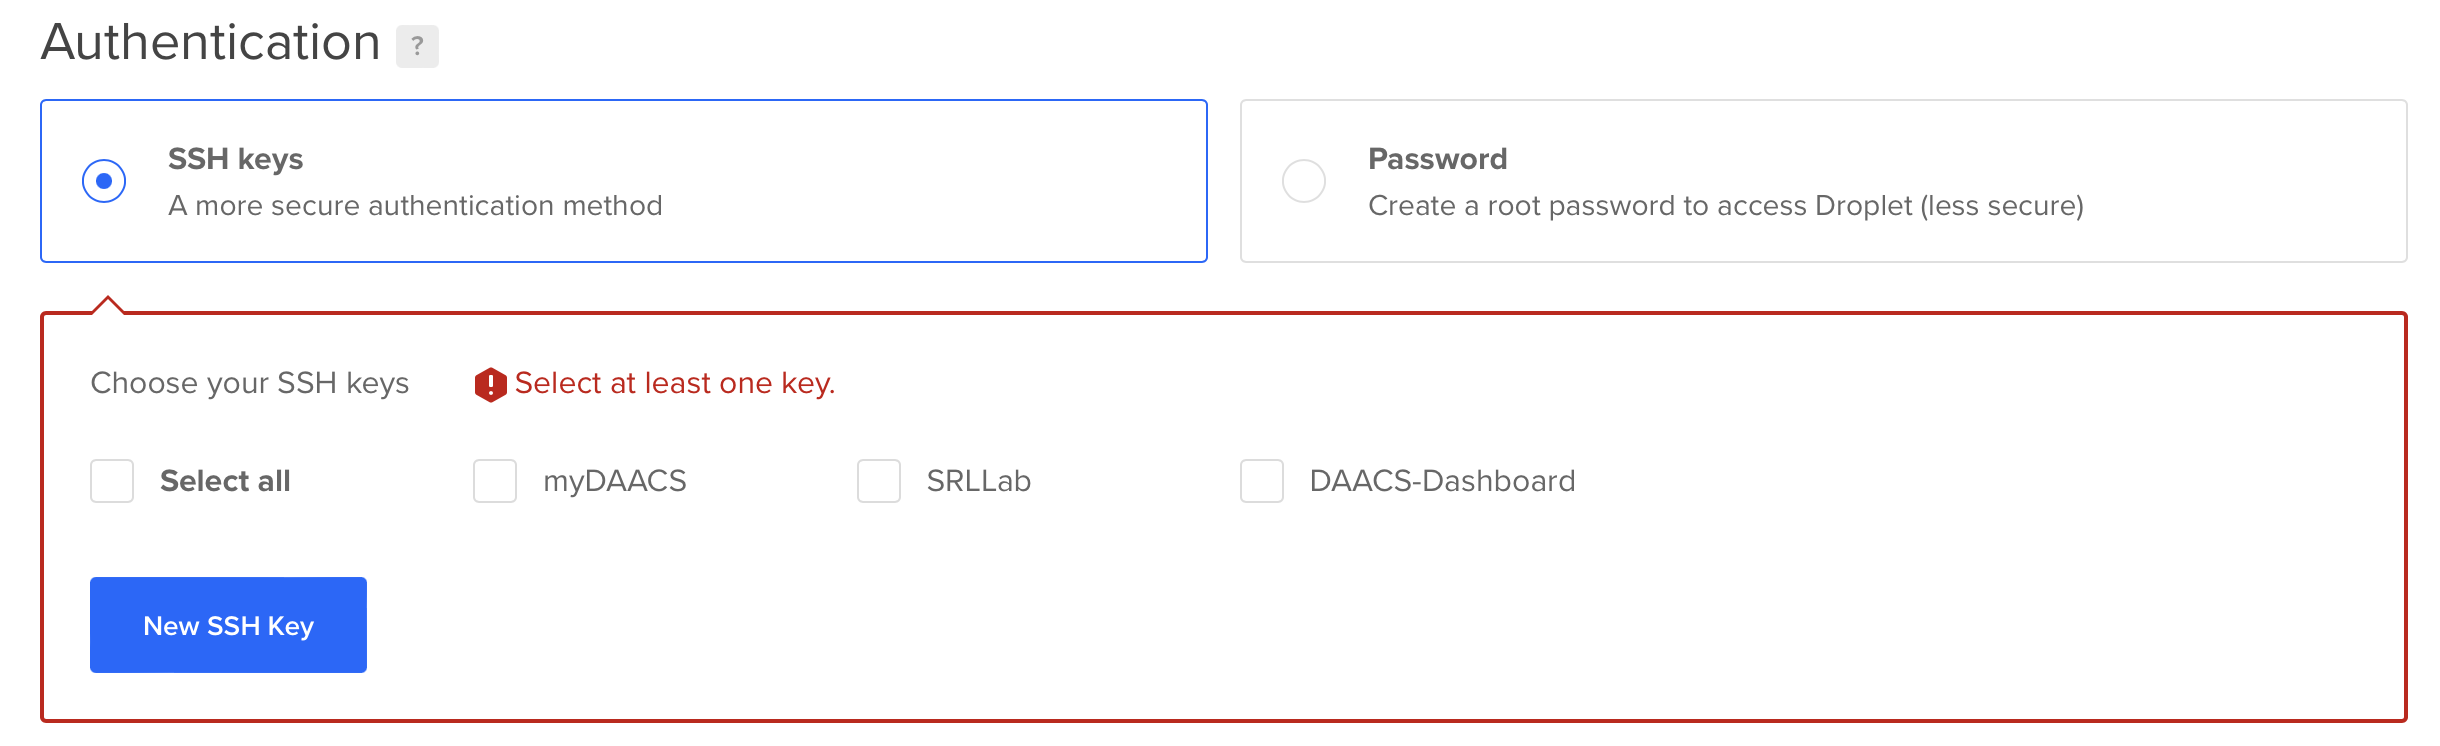 Authentication ?
SSH keys
A more secure authentication method
Password
Create a root password to access Droplet (less secure)
Choose your SSH keys
Select at least one key.
Select all
myDAACS
SRLLab
DAACS-Dashboard
New SSH Key